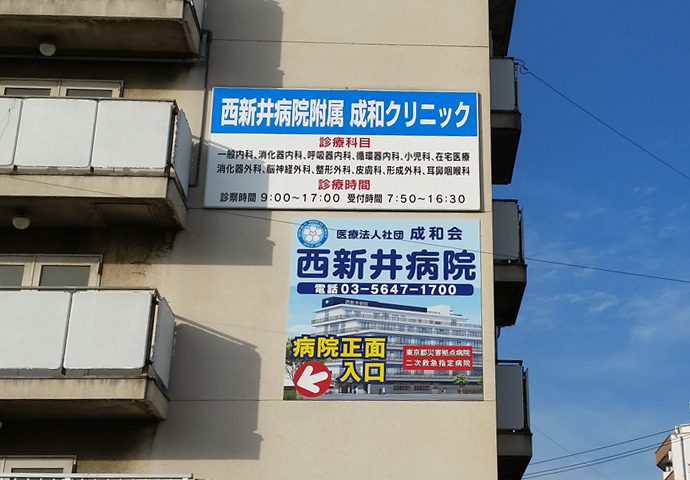 西新井病院附属 成和クリニック
診療科目
一般内科、消化器内科、呼吸器内科、循環器内科、小児科、在宅医療
消化器外科、脳神経外科、整形外科、皮膚科、形成外科、耳鼻咽喉科
診療時間
診察時間 9:00~17:00 受付時間 7:50~16:30
医療法人社団 成和会
西新井病院
電話03-5647-1700
病院正面
入口
東京都災害拠点病院
二次救急指定病院